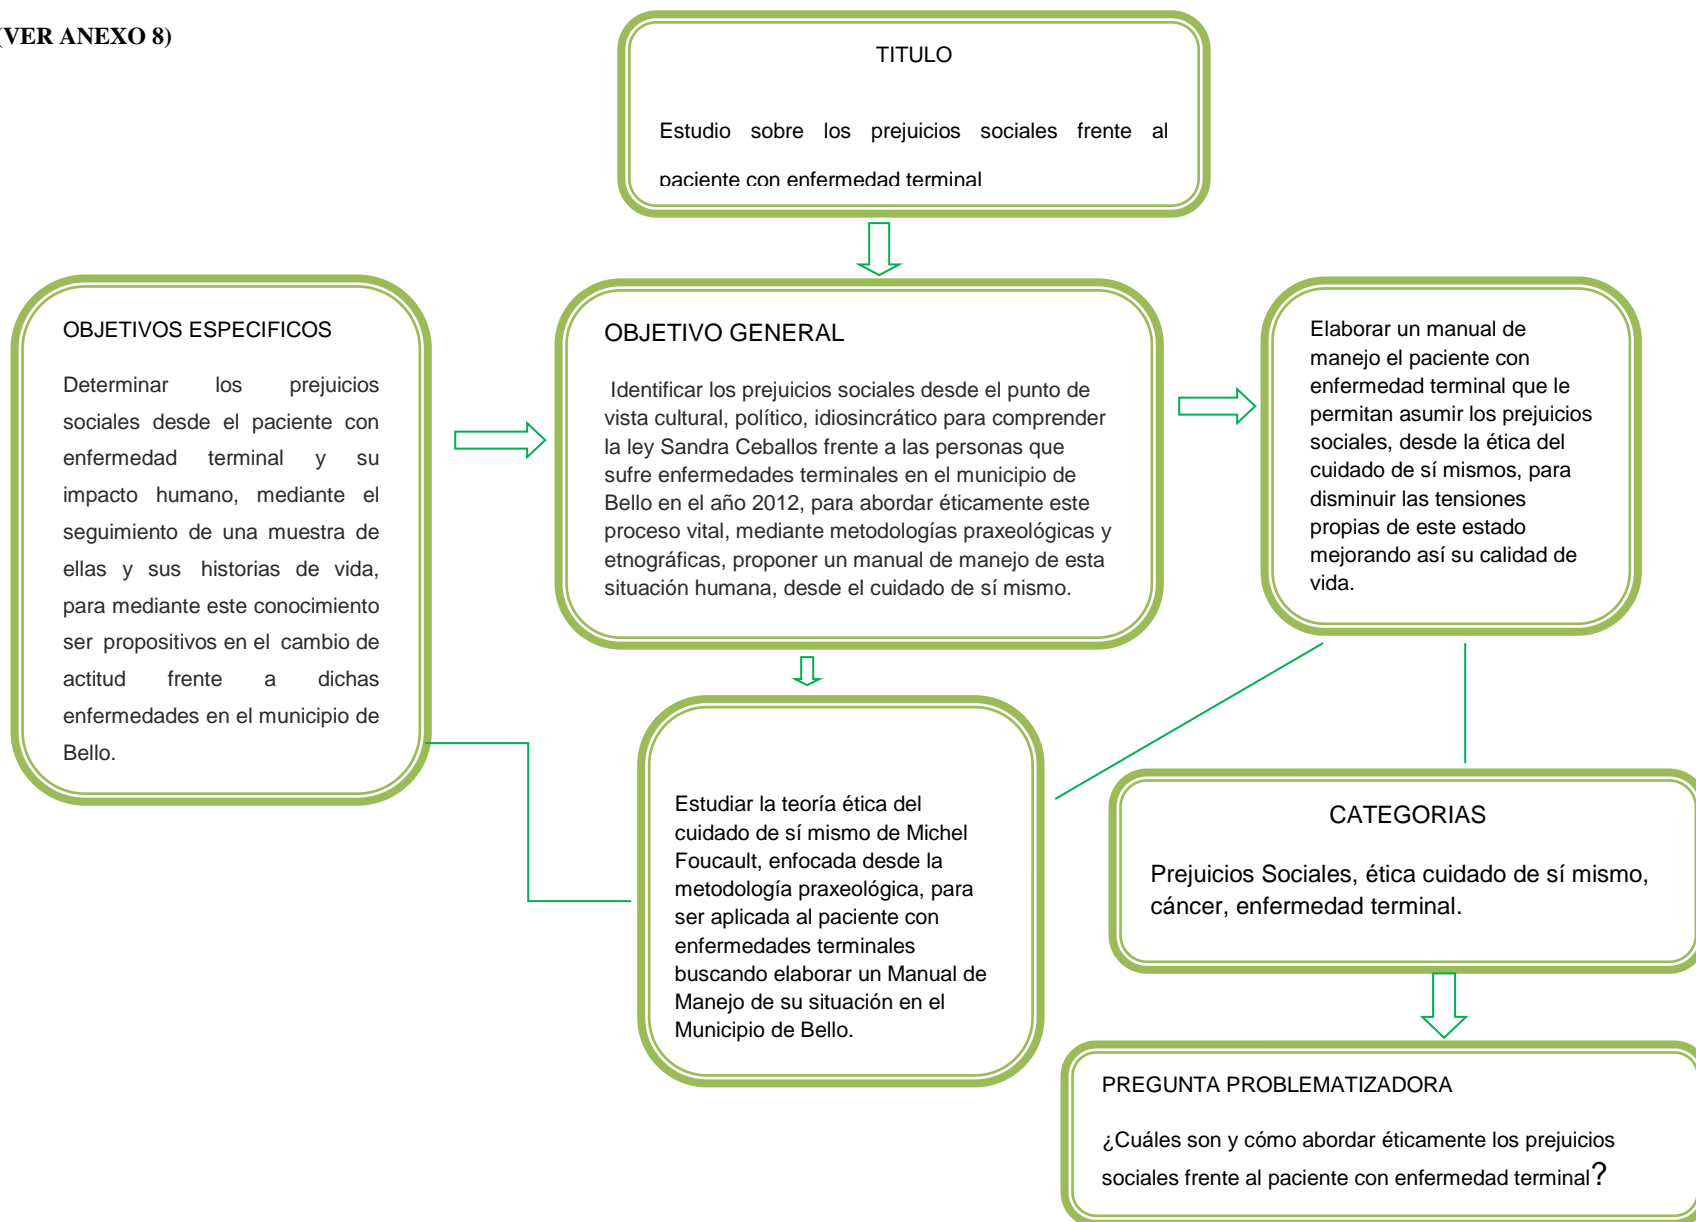 (VER ANEXO 8)
TITULO
Estudio sobre los prejuicios sociales frente al
paciente con enfermedad terminal
OBJETIVOS ESPECIFICOS
Determinar los prejuicios
sociales desde el paciente con
enfermedad terminal y su
impacto humano, mediante el
seguimiento de una muestra de
ellas y sus historias de vida,
para mediante este conocimiento
ser propositivos en el cambio de
actitud frente a dichas
enfermedades en el municipio de
Bello.
OBJETIVO GENERAL
Identificar los prejuicios sociales desde el punto de
vista cultural, político, idiosincrático para comprender
la ley Sandra Ceballos frente a las personas que
sufre enfermedades terminales en el municipio de
Bello en el año 2012, para abordar éticamente este
proceso vital, mediante metodologías praxeológicas y
etnográficas, proponer un manual de manejo de esta
situación humana, desde el cuidado de sí mismo.
Elaborar un manual de
manejo el paciente con
enfermedad terminal que le
permitan asumir los prejuicios
sociales, desde la ética del
cuidado de sí mismos, para
disminuir las tensiones
propias de este estado
mejorando así su calidad de
vida.
Estudiar la teoría ética del
cuidado de sí mismo de Michel
Foucault, enfocada desde la
metodología praxeológica, para
ser aplicada al paciente con
enfermedades terminales
buscando elaborar un Manual de
Manejo de su situación en el
Municipio de Bello.
CATEGORIAS
Prejuicios Sociales, ética cuidado de sí mismo,
cáncer, enfermedad terminal.
PREGUNTA PROBLEMATIZADORA
¿Cuáles son y cómo abordar éticamente los prejuicios
sociales frente al paciente con enfermedad terminal?